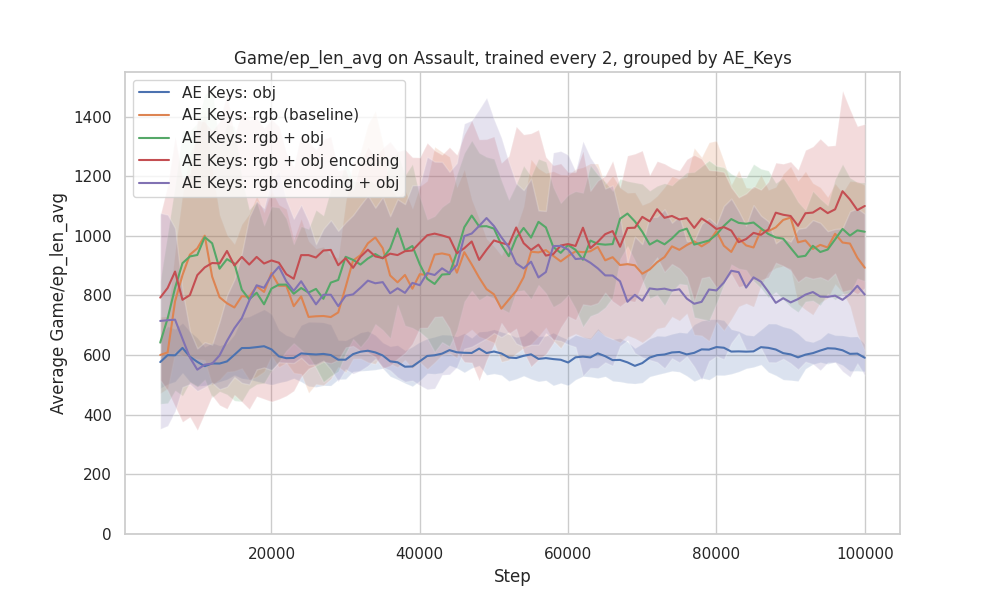 Game/ep_len_avg on Assault, trained every 2, grouped by AE_Keys
AE Keys: obj
AE Keys: rgb (baseline)
AE Keys: rgb + obj
AE Keys: rgb + obj encoding
AE Keys: rgb encoding + obj
Average Game/ep_len_avg
1400
1200
1000
800
600
400
200
0
20000
40000
60000
80000
100000
Step